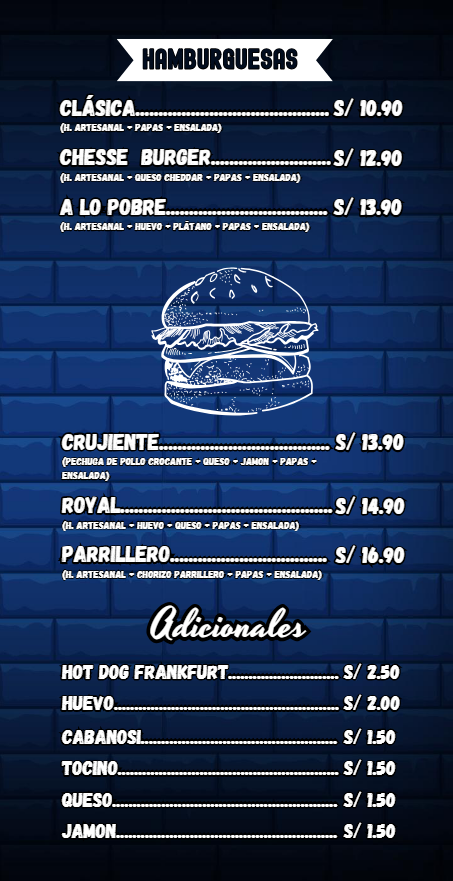 HAMBURGUESAS
CLÁSICA.......................................... S/ 10.90
(H. ARTESANAL - PAPAS - ENSALADA)
CHESSE BURGER.......................... S/ 12.90
(H. ARTESANAL - QUESO CHEDDAR - PAPAS - ENSALADA)
A LO POBRE................................... S/ 13.90
(H. ARTESANAL - HUEVO - PLÁTANO - PAPAS - ENSALADA)
CRUJIENTE..................................... S/ 13.90
(PECHUGA DE POLLO CROCANTE - QUESO - JAMON - PAPAS -
ENSALADA)
ROYAL.............................................. S/ 14.90
(H. ARTESANAL - HUEVO - QUESO - PAPAS - ENSALADA)
PARRILLERO.................................. S/ 16.90
(H. ARTESANAL - CHORIZO PARRILLERO - PAPAS - ENSALADA)
Adicionales
HOT DOG FRANKFURT........................... S/ 2.50
HUEVO....................................................... S/ 2.00
CABANOSI................................................ S/ 1.50
TOCINO...................................................... S/ 1.50
QUESO....................................................... S/ 1.50
JAMON...................................................... S/ 1.50